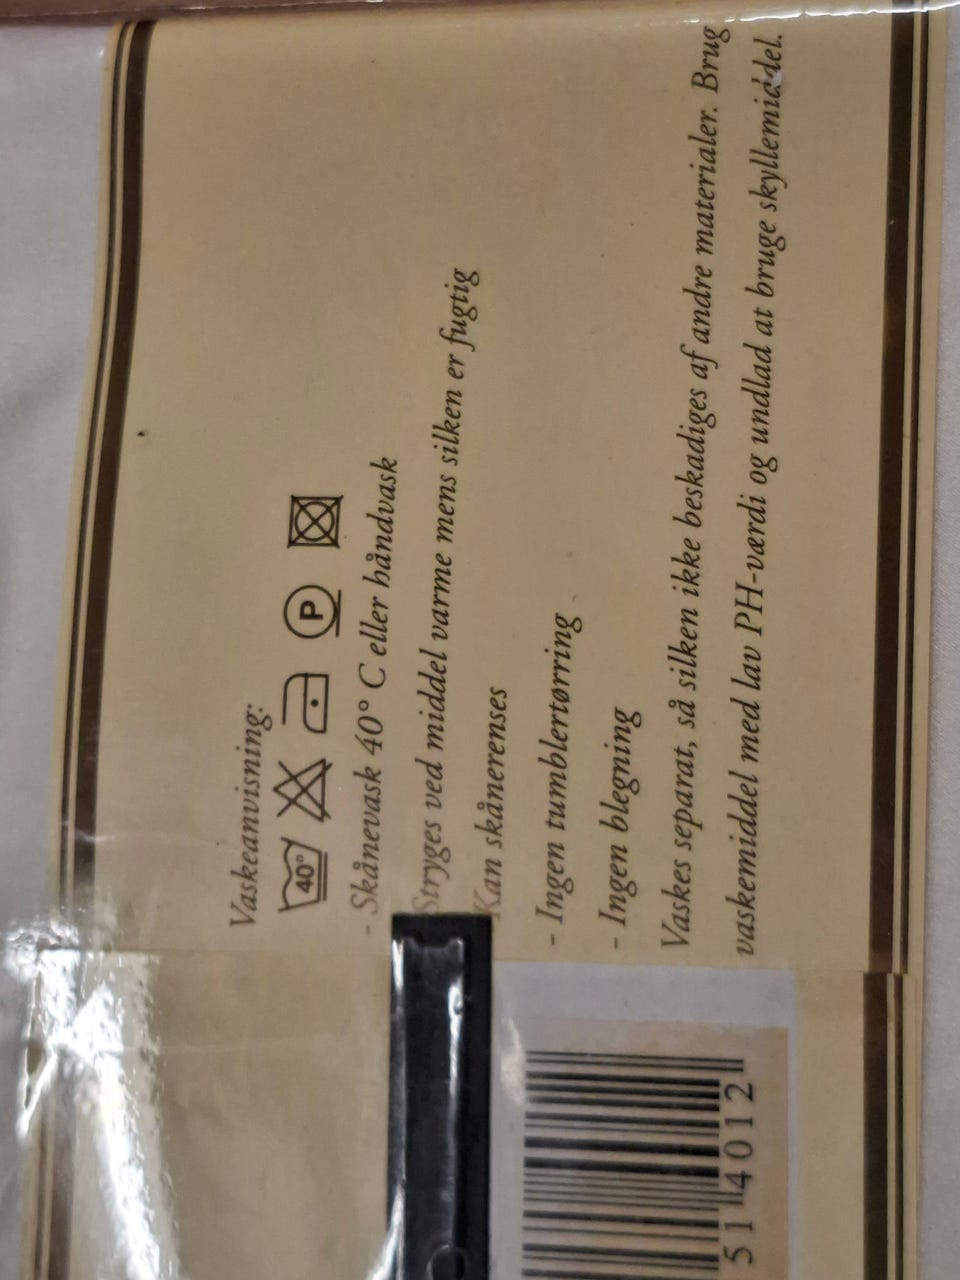 Vaskeanvisning:
40° P
- Skånevask 40° C eller håndvask
Stryges ved middel varme mens silken er fugtig
Kan skånerenses
- Ingen tumblertørring
- Ingen blegning
Vaskes separat, så silken ikke beskadiges af andre materialer. Brug
vaskemiddel med lav PH-værdi og undlad at bruge skyllemiddel.
51 4012